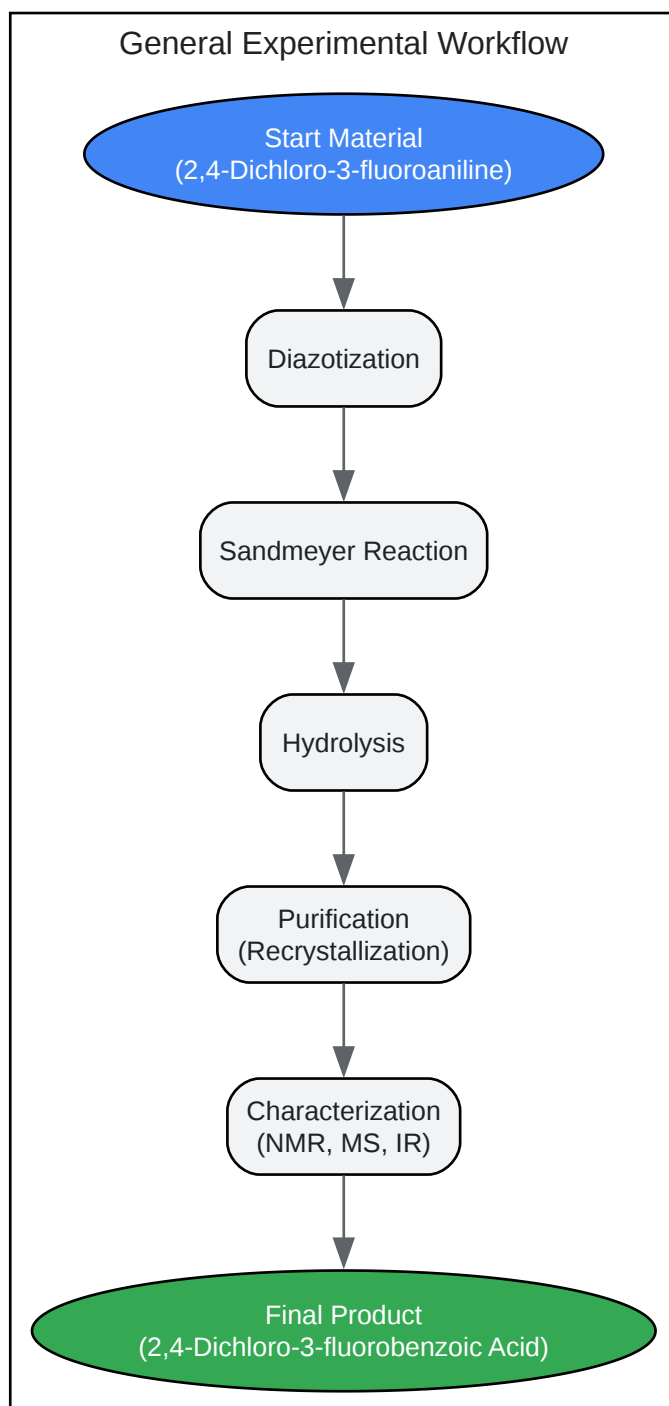 General Experimental Workflow
Start Material
(2,4-Dichloro-3-fluoroaniline)
Diazotization
Sandmeyer Reaction
Hydrolysis
Purification
(Recrystallization)
Characterization
(NMR, MS, IR)
Final Product
(2,4-Dichloro-3-fluorobenzoic Acid)